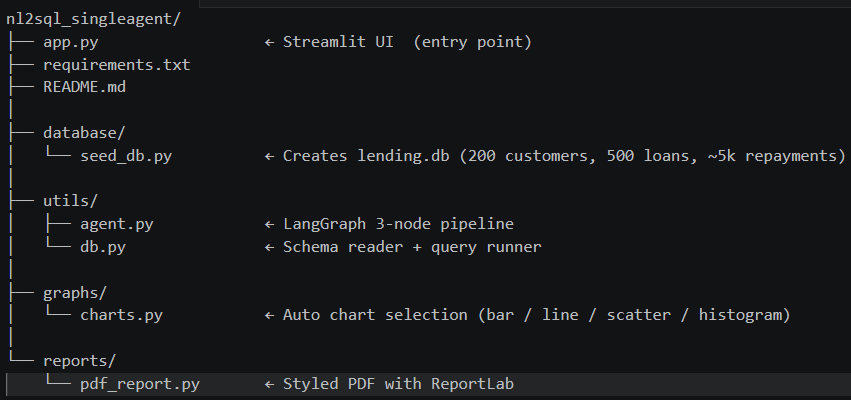 nl2sql_singleagent/
├── app.py                  ← Streamlit UI  (entry point)
├── requirements.txt
├── README.md
│
├── database/
│   └── seed_db.py          ← Creates lending.db (200 customers, 500 loans, ~5k repayments)
│
├── utils/
│   ├── agent.py            ← LangGraph 3-node pipeline
│   └── db.py               ← Schema reader + query runner
│
├── graphs/
│   └── charts.py           ← Auto chart selection (bar / line / scatter / histogram)
│
└── reports/
    └── pdf_report.py       ← Styled PDF with ReportLab